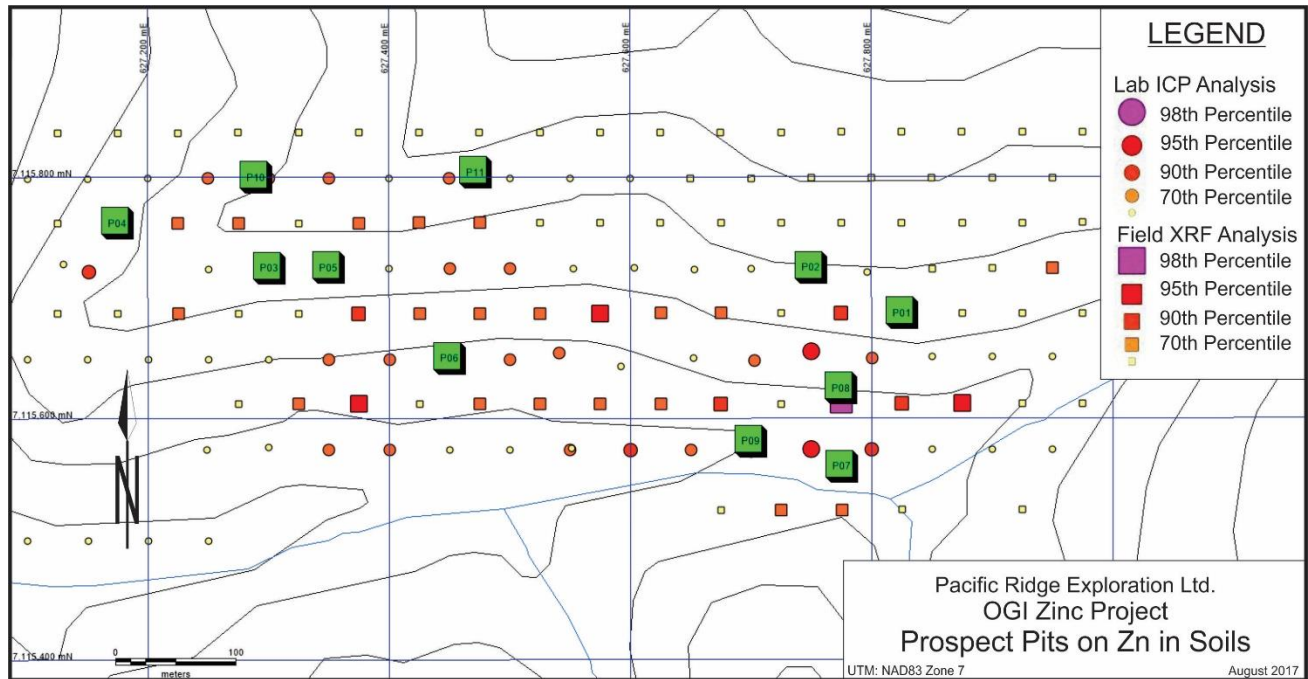 627,200 mE
627,400 mE
627,600 mE
627,800 mE
LEGEND
Lab ICP Analysis
98th Percentile
95th Percentile
90th Percentile
70th Percentile
Field XRF Analysis
98th Percentile
95th Percentile
90th Percentile
70th Percentile
7,115,800 mN
P10
P11
P04
P03
P05
P02
P01
P06
P08
7,115,600 mN
P09
P07
N
Pacific Ridge Exploration Ltd.
OGI Zinc Project
Prospect Pits on Zn in Soils
UTM: NAD83 Zone 7
August 2017
7,115,400 mN
0
100
meters